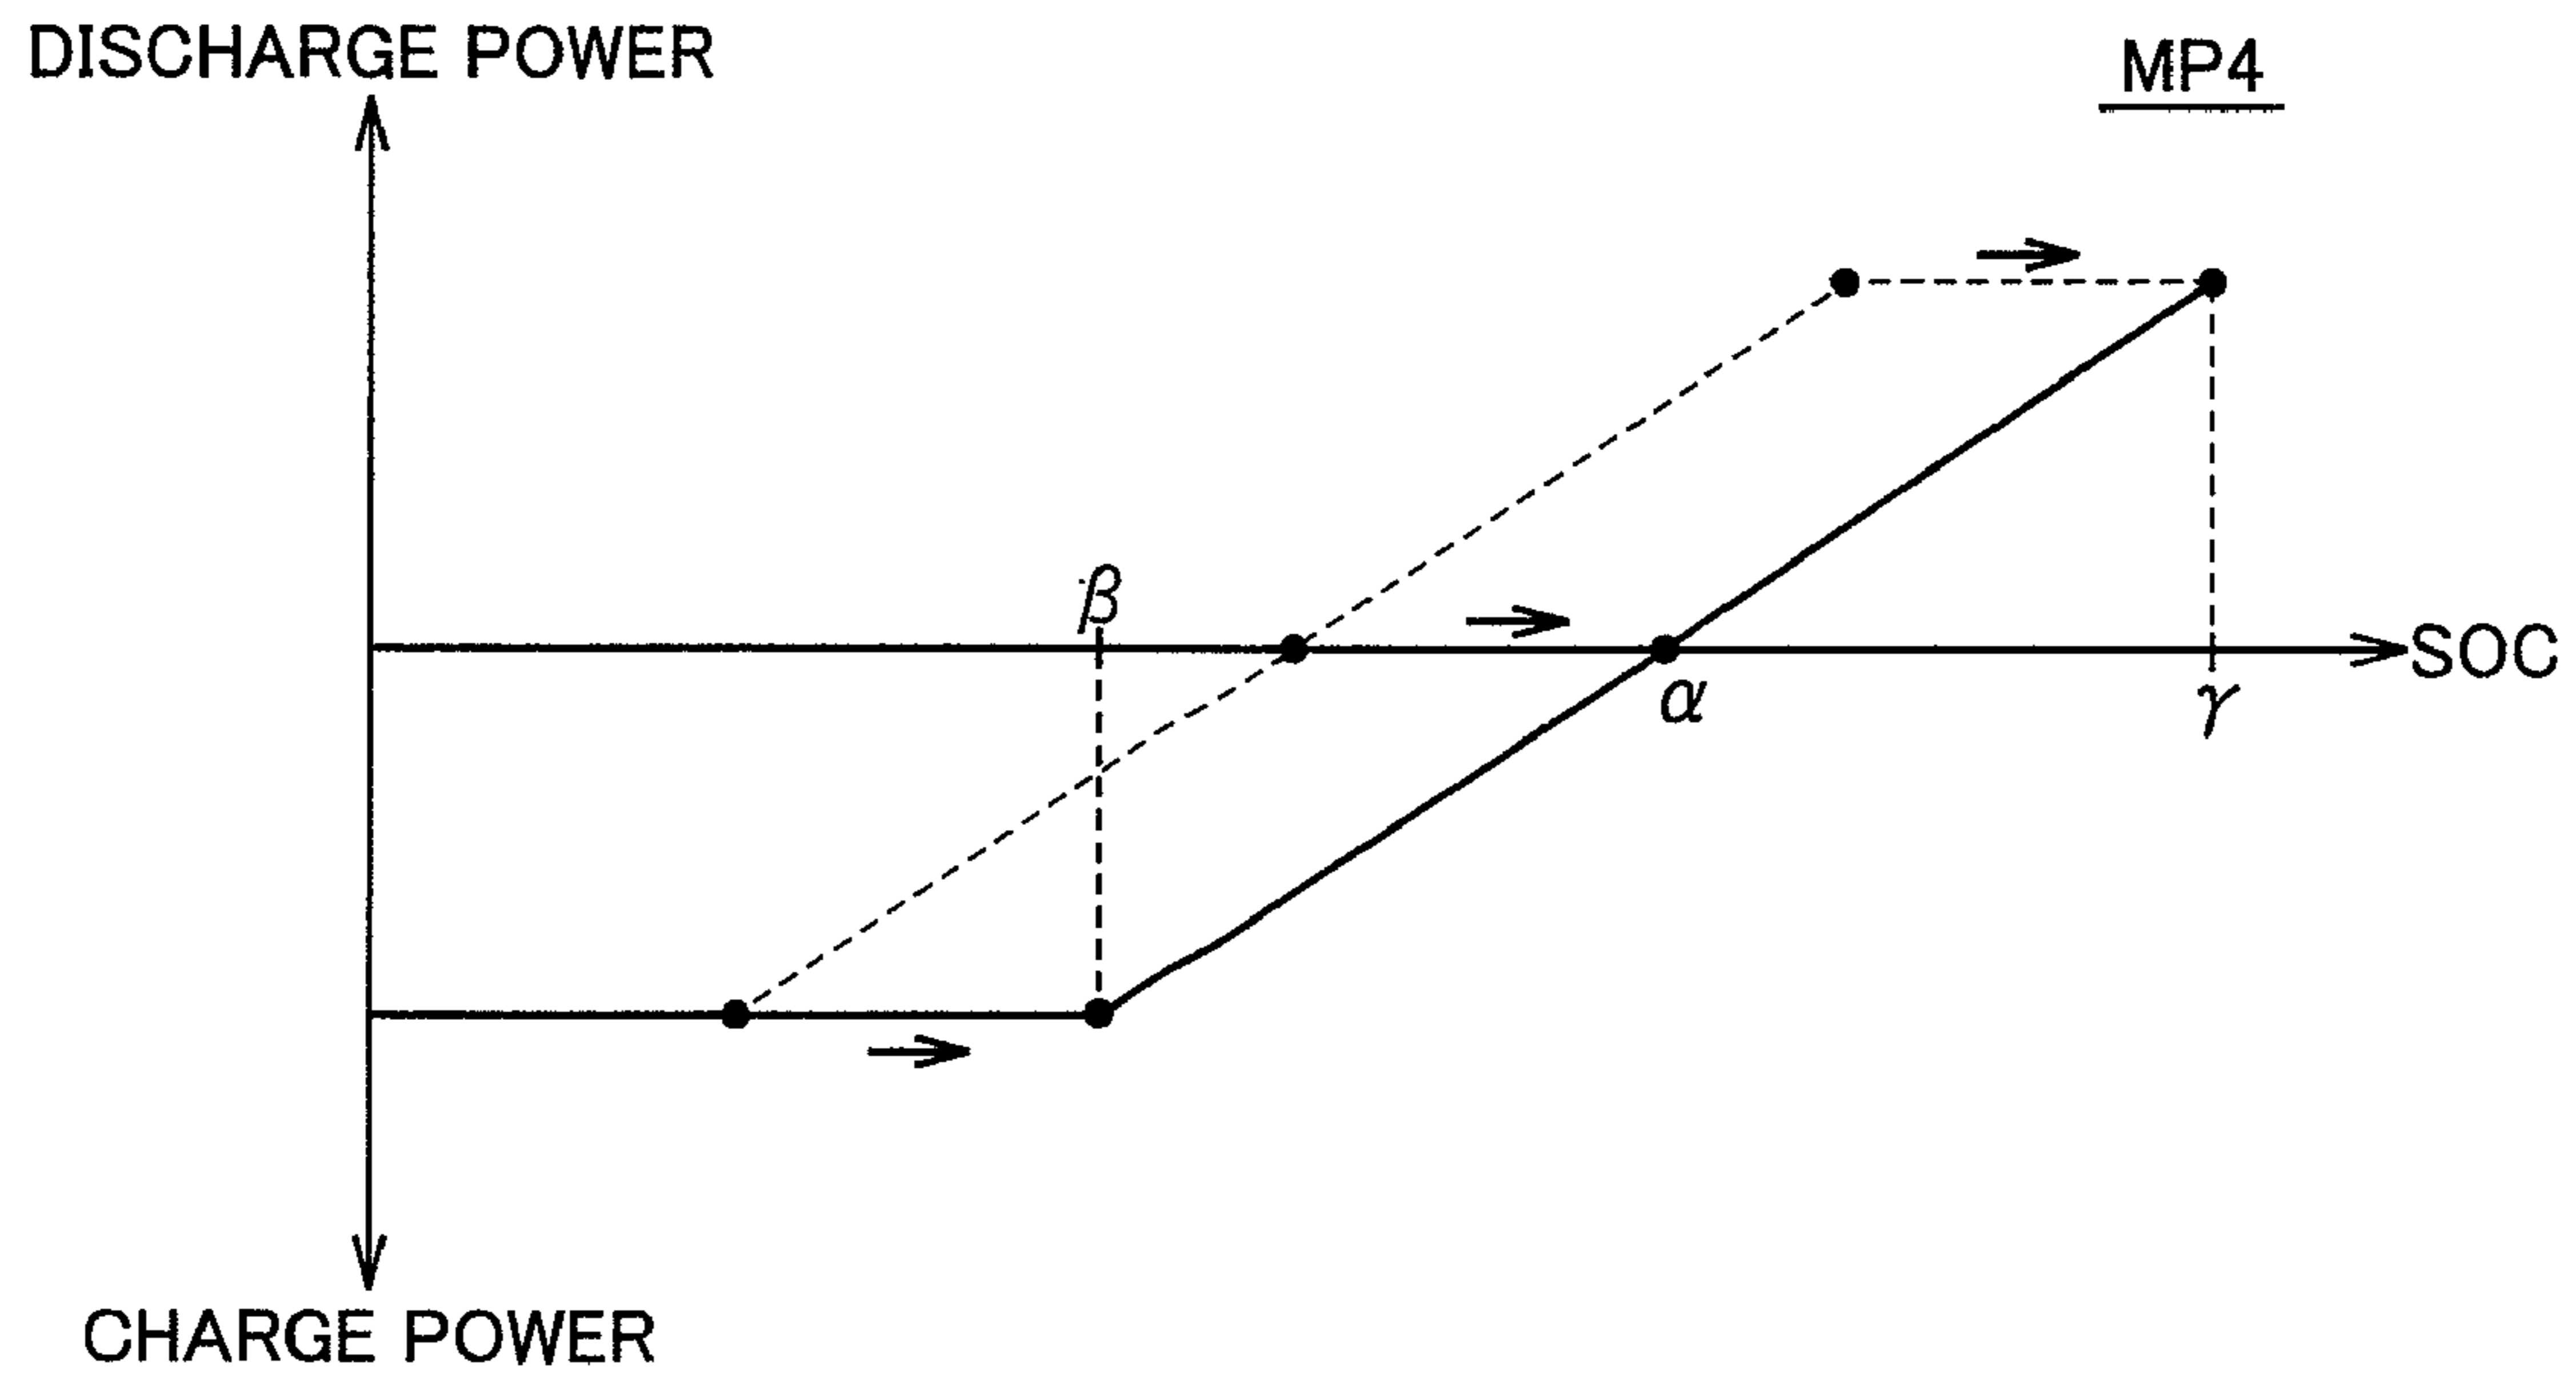 DISCHARGE POWER
MP4
β
SOC
α
γ
CHARGE POWER